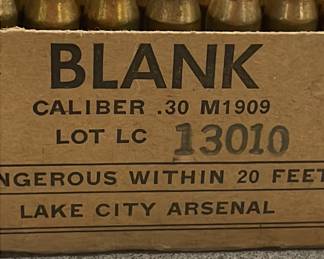 BLANK
CALIBER .30 M1909
LOT LC 13010
NGEROUS WITHIN 20 FEET
LAKE CITY ARSENAL